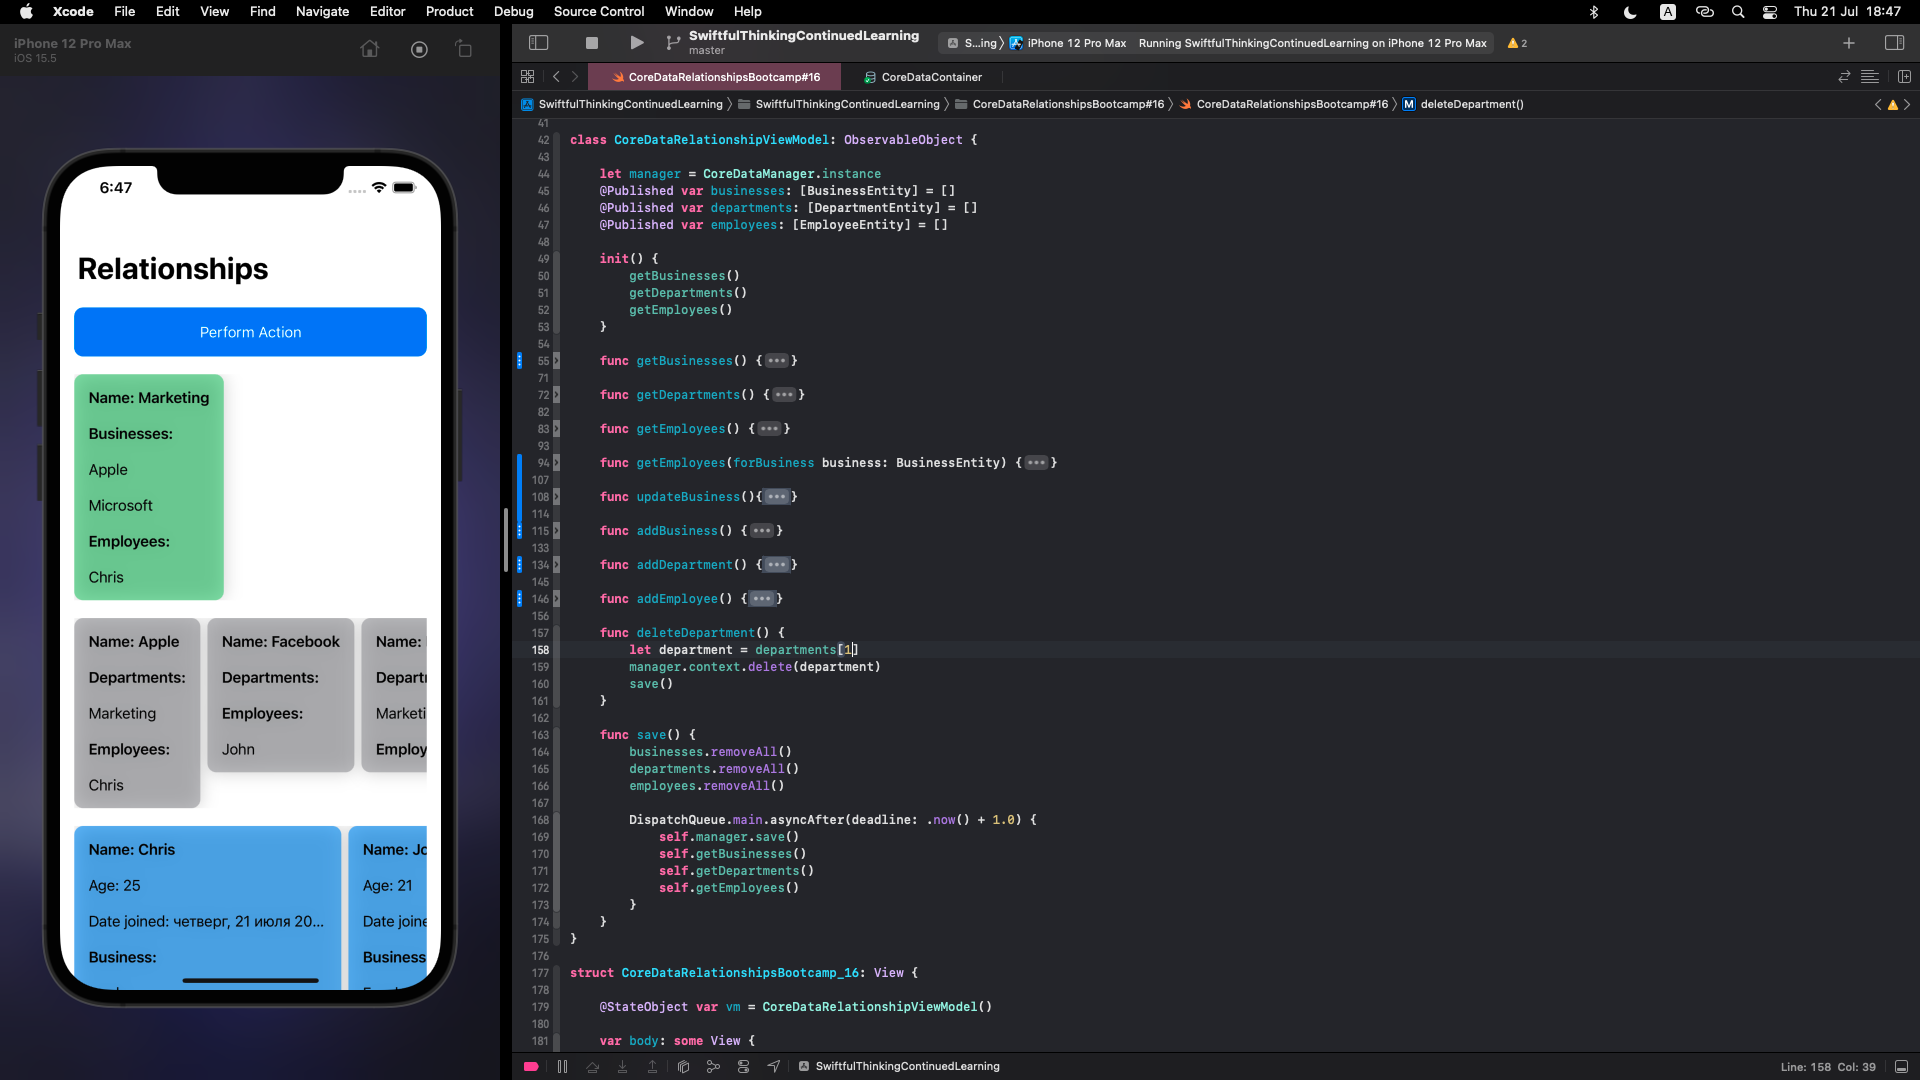 Xcode File Edit View Find Navigate Editor Product Debug Source Control Window Help A Thu 21 Jul 18:47
iPhone 12 Pro Max
iOS 15.5
6:47
Relationships
Perform Action
Name: Marketing
Businesses:
Apple
Microsoft
Employees:
Chris
Name: Apple
Departments:
Marketing
Employees:
Chris
Name: Facebook
Departments:
Employees:
John
Name:
Departi
Marketi
Employ
Name: Chris
Age: 25
Date joined: четверг, 21 июля 20...
Business:
Name: Jo
Age: 21
Date joine
Business
SwiftfulThinkingContinuedLearning
master
S...ing iPhone 12 Pro Max Running SwiftfulThinkingContinuedLearning on iPhone 12 Pro Max 2
CoreDataRelationshipsBootcamp#16 CoreDataContainer
SwiftfulThinkingContinuedLearning SwiftfulThinkingContinuedLearning CoreDataRelationshipsBootcamp#16 CoreDataRelationshipsBootcamp#16 M deleteDepartment()
41
42 class CoreDataRelationshipViewModel: ObservableObject {
43
44 let manager = CoreDataManager.instance
45 @Published var businesses: [BusinessEntity] = []
46 @Published var departments: [DepartmentEntity] = []
47 @Published var employees: [EmployeeEntity] = []
48
49 init() {
50 getBusinesses()
51 getDepartments()
52 getEmployees()
53 }
54
55 func getBusinesses() {•••}
71
72 func getDepartments() {•••}
82
83 func getEmployees() {•••}
93
94 func getEmployees(forBusiness business: BusinessEntity) {•••}
107
108 func updateBusiness(){•••}
114
115 func addBusiness() {•••}
133
134 func addDepartment() {•••}
145
146 func addEmployee() {•••}
156
157 func deleteDepartment() {
158 let department = departments[1]
159 manager.context.delete(department)
160 save()
161 }
162
163 func save() {
164 businesses.removeAll()
165 departments.removeAll()
166 employees.removeAll()
167
168 DispatchQueue.main.asyncAfter(deadline: .now() + 1.0) {
169 self.manager.save()
170 self.getBusinesses()
171 self.getDepartments()
172 self.getEmployees()
173 }
174 }
175 }
176
177 struct CoreDataRelationshipsBootcamp_16: View {
178
179 @StateObject var vm = CoreDataRelationshipViewModel()
180
181 var body: some View {
SwiftfulThinkingContinuedLearning
Line: 158 Col: 39